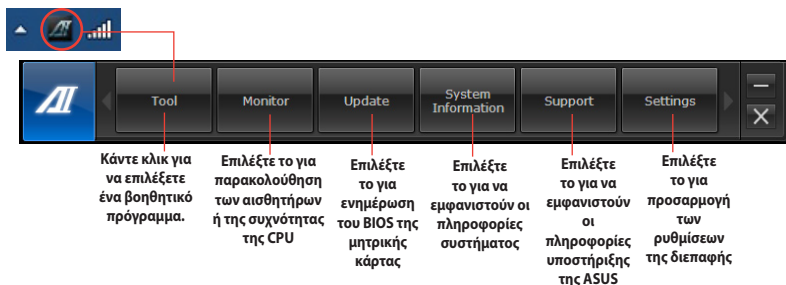 Tool
Monitor
Update
System
Information
Support
Settings
Κάντε κλικ για
να επιλέξετε
ένα βοηθητικό
πρόγραμμα.
Επιλέξτε το για
παρακολούθηση
των αισθητήρων
ή της συχνότητας
της CPU
Επιλέξτε
το για
ενημέρωση
του BIOS της
μητρικής
κάρτας
Επιλέξτε
το για να
εμφανιστούν οι
πληροφορίες
συστήματος
Επιλέξτε
το για να
εμφανιστούν
οι
πληροφορίες
υποστήριξης
της ASUS
Επιλέξτε
το για
προσαρμογή
των
ρυθμίσεων
της διεπαφής